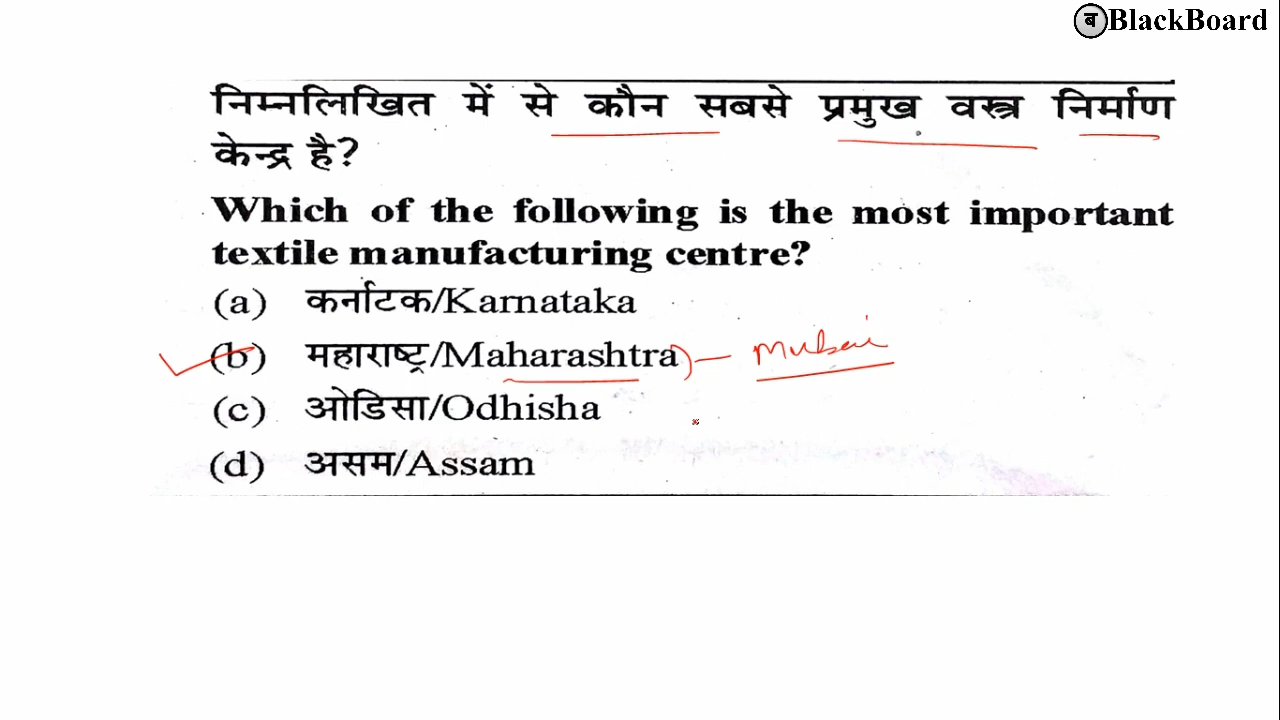 ब BlackBoard
निम्नलिखित में से कौन सबसे प्रमुख वस्त्र निर्माण
केन्द्र है?
Which of the following is the most important
textile manufacturing centre?
(a) कर्नाटक/Karnataka
(b) महाराष्ट्र/Maharashtra) — Mubai
(c) ओडिसा/Odhisha
(d) असम/Assam